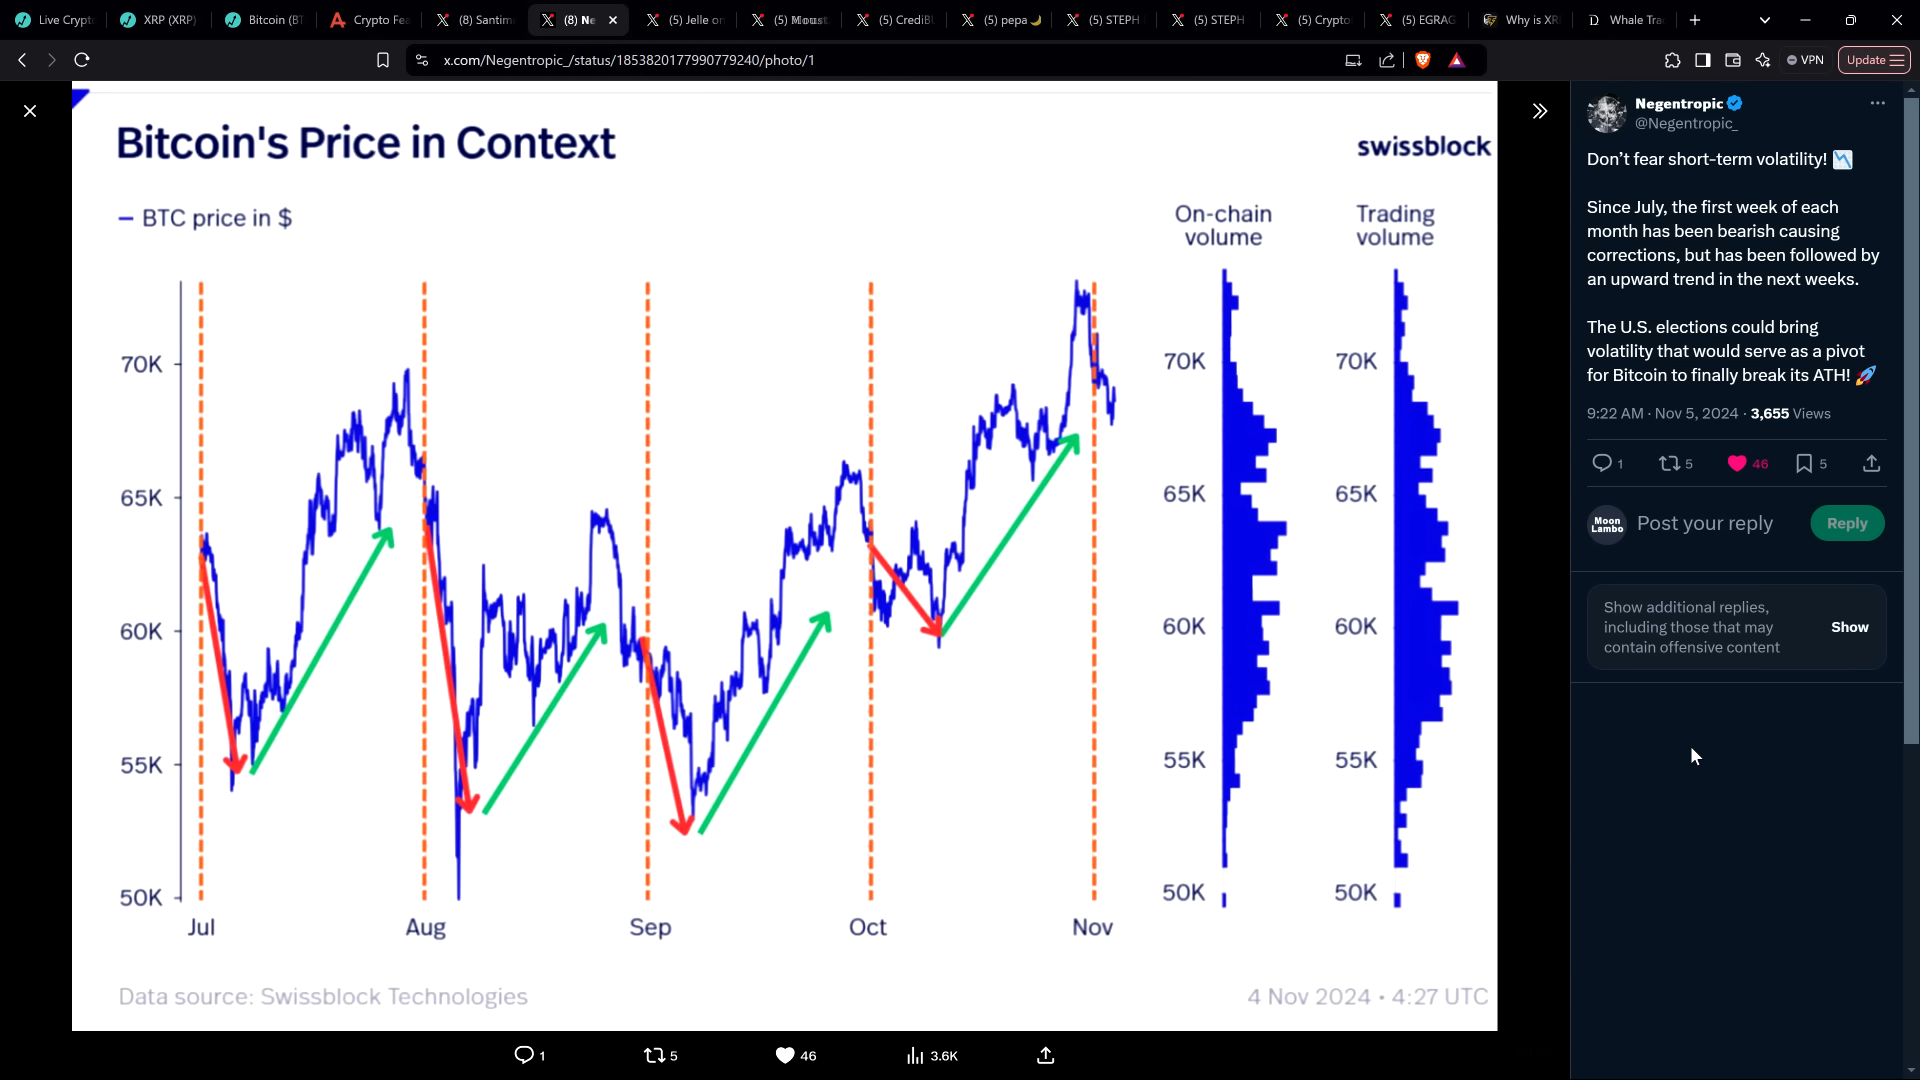 Live Crypt
XRP (XRP)
Bitcoin (BT
Crypto Fea
(8) Santim
(8) Ne
(5) Jelle on
(5) Moust
(5) CrediBl
(5) pepa 🌙
(5) STEPH
(5) STEPH
(5) Crypto
(5) EGRAG
Why is XR
Whale Tra
x.com/Negentropic_/status/1853820177990779240/photo/1
VPN
Update
Bitcoin's Price in Context
swissblock
BTC price in $
On-chain
volume
Trading
volume
70K
65K
60K
55K
50K
Jul
Aug
Sep
Oct
Nov
70K
65K
60K
55K
50K
70K
65K
60K
55K
50K
Data source: Swissblock Technologies
4 Nov 2024 • 4:27 UTC
1
5
46
3.6K
Negentropic
@Negentropic_
Don’t fear short-term volatility! 📉
Since July, the first week of each
month has been bearish causing
corrections, but has been followed by
an upward trend in the next weeks.
The U.S. elections could bring
volatility that would serve as a pivot
for Bitcoin to finally break its ATH! 🚀
9:22 AM · Nov 5, 2024 · 3,655 Views
1
5
46
5
Moon
Lambo
Post your reply
Reply
Show additional replies,
including those that may
contain offensive content
Show